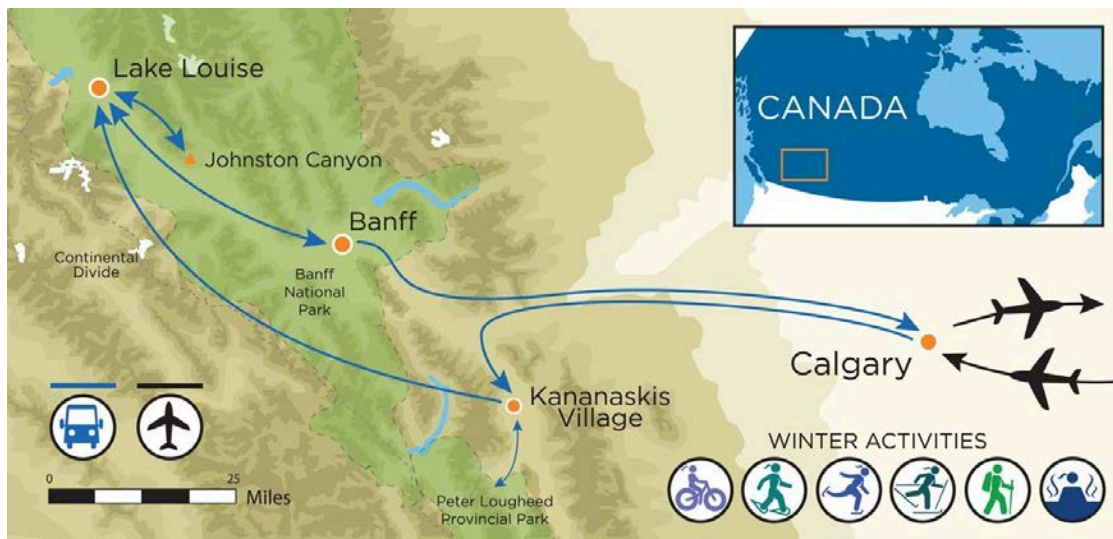 Lake Louise
Johnston Canyon
Banff
Continental
Divide
Banff
National
Park
CANADA
Calgary
Kananaskis
Village
Peter Lougheed
Provincial Park
WINTER ACTIVITIES
0
25
Miles